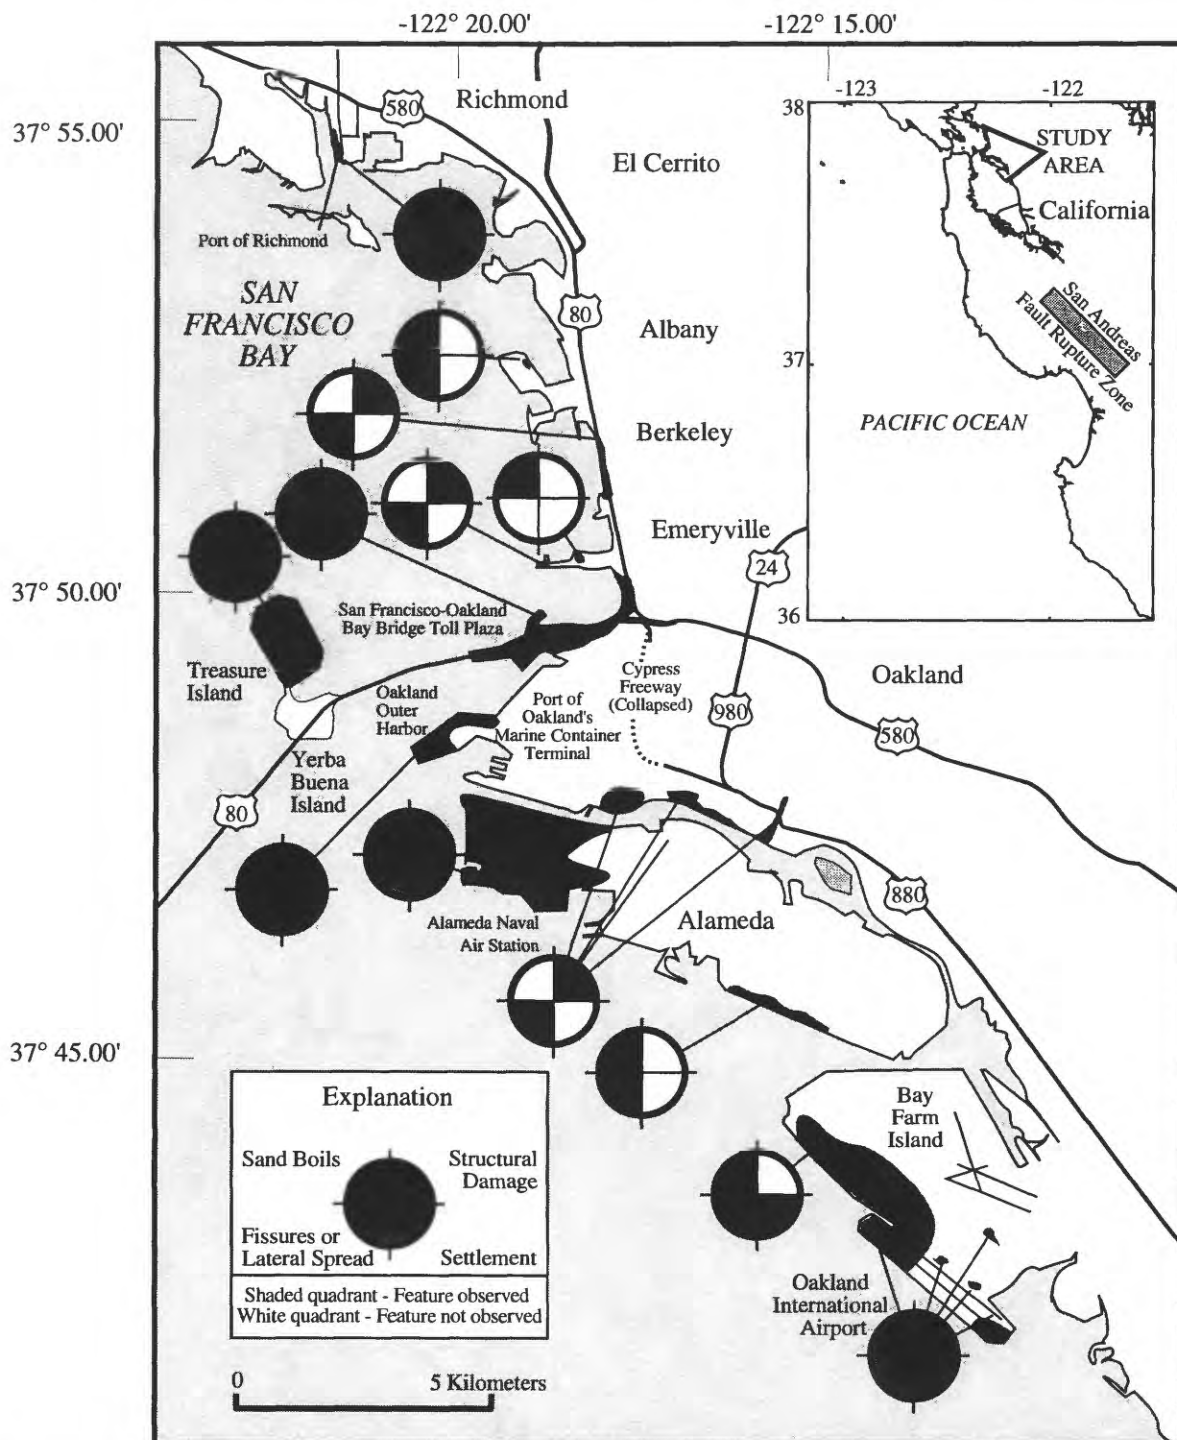 -122° 20.00'
-122° 15.00'
37° 55.00'
37° 50.00'
37° 45.00'
580
Richmond
El Cerrito
Port of Richmond
SAN
FRANCISCO
BAY
80
Albany
Berkeley
Emeryville
24
San Francisco-Oakland
Bay Bridge Toll Plaza
Treasure
Island
Oakland
Outer
Harbor
Port of
Oakland's
Marine Container
Terminal
Cypress
Freeway
(Collapsed)
980
Oakland
580
Yerba
Buena
Island
80
880
Alameda Naval
Air Station
Alameda
Bay
Farm
Island
Oakland
International
Airport
-123
-122
38
37
36
STUDY
AREA
California
San Andreas
Fault Rupture Zone
PACIFIC OCEAN
Explanation
Sand Boils
Structural
Damage
Fissures or
Lateral Spread
Settlement
Shaded quadrant - Feature observed
White quadrant - Feature not observed
0
5 Kilometers